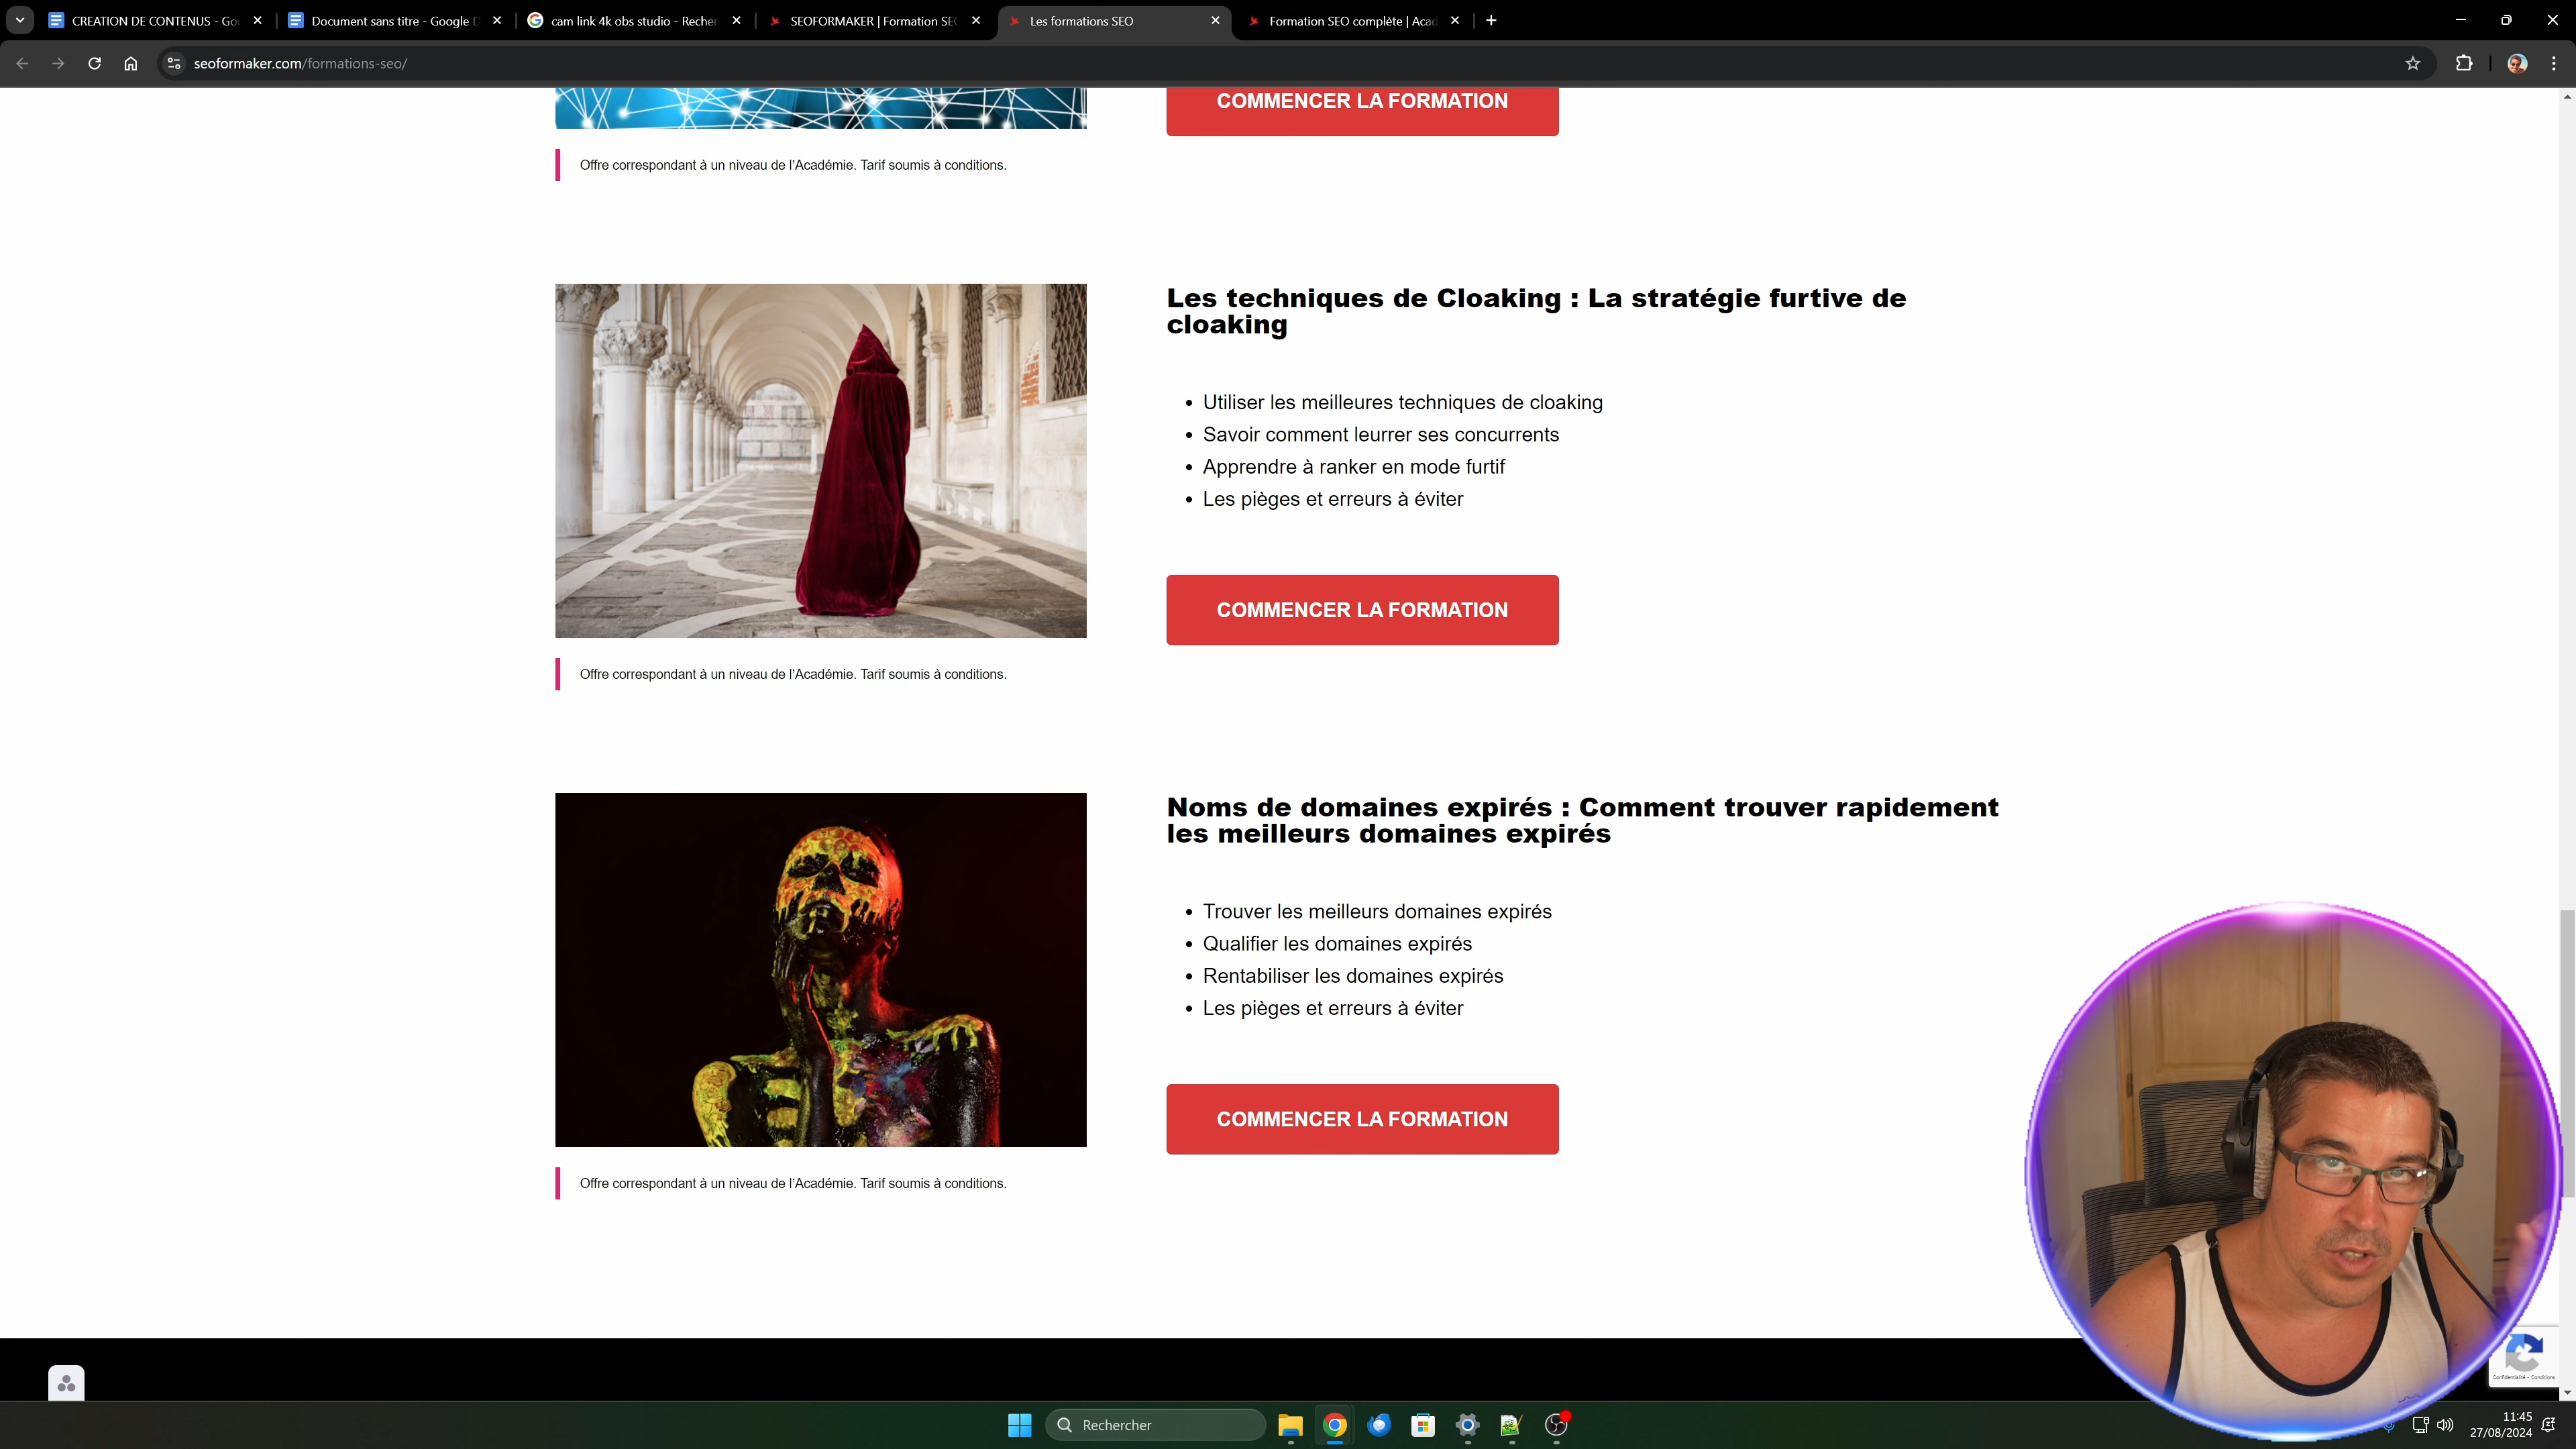 CREATION DE CONTENUS - Go
Document sans titre - Google D
cam link 4k obs studio - Recher
SEOFORMAKER | Formation SEO
Les formations SEO
Formation SEO complète | Acad
seoformaker.com/formations-seo/
COMMENCER LA FORMATION
Offre correspondant à un niveau de l'Académie. Tarif soumis à conditions.
Les techniques de Cloaking : La stratégie furtive de
cloaking
• Utiliser les meilleures techniques de cloaking
• Savoir comment leurrer ses concurrents
• Apprendre à ranker en mode furtif
• Les pièges et erreurs à éviter
COMMENCER LA FORMATION
Offre correspondant à un niveau de l'Académie. Tarif soumis à conditions.
Noms de domaines expirés : Comment trouver rapidement
les meilleurs domaines expirés
• Trouver les meilleurs domaines expirés
• Qualifier les domaines expirés
• Rentabiliser les domaines expirés
• Les pièges et erreurs à éviter
COMMENCER LA FORMATION
Offre correspondant à un niveau de l'Académie. Tarif soumis à conditions.
Confidentialité - Conditions
Rechercher
11:45
27/08/2024